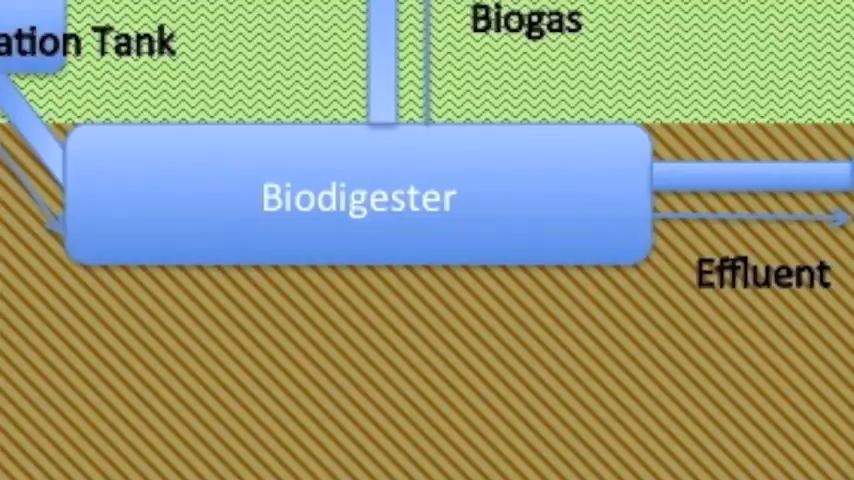 Biogas
ation Tank
Biodigester
Effluent